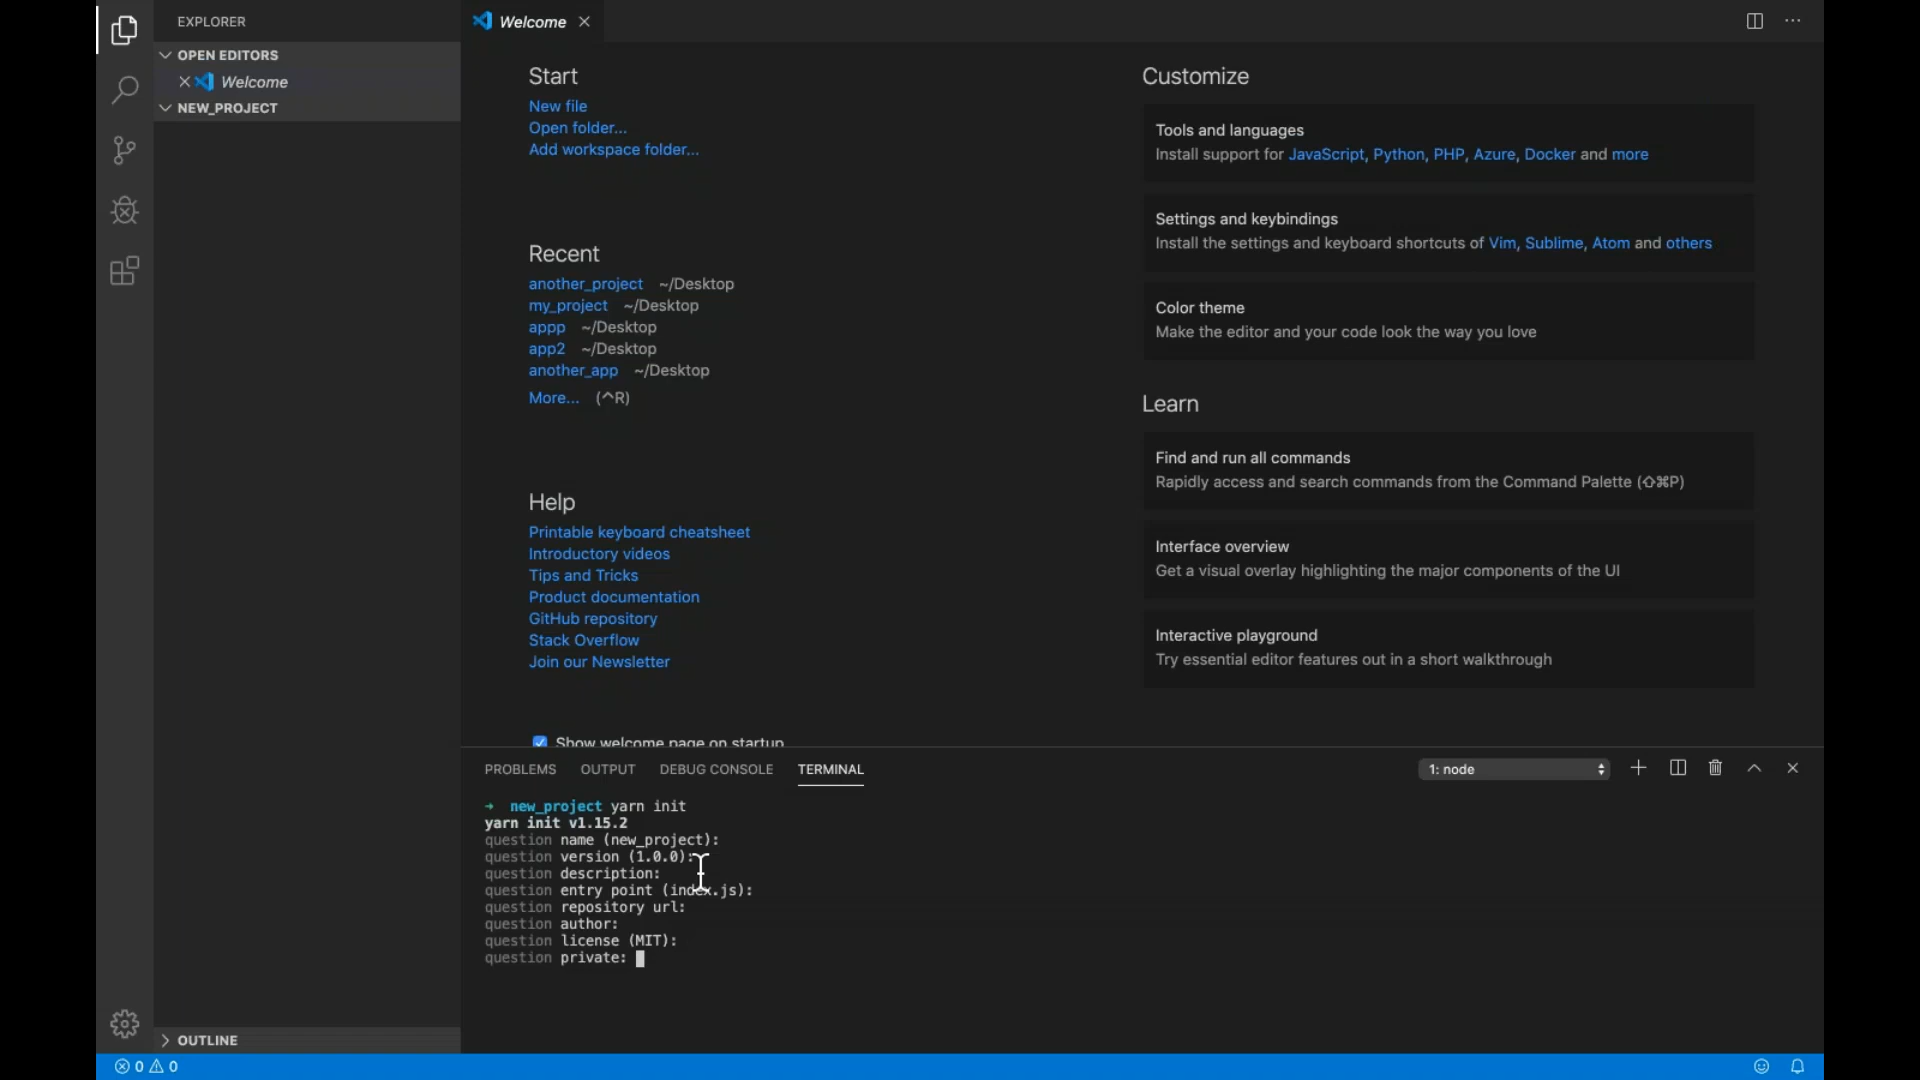 EXPLORER
OPEN EDITORS
Welcome
NEW_PROJECT
OUTLINE
Welcome
Start
New file
Open folder...
Add workspace folder...
Recent
another_project ~/Desktop
my_project ~/Desktop
appp ~/Desktop
app2 ~/Desktop
another_app ~/Desktop
More... (^R)
Help
Printable keyboard cheatsheet
Introductory videos
Tips and Tricks
Product documentation
GitHub repository
Stack Overflow
Join our Newsletter
Show welcome page on startup
Customize
Tools and languages
Install support for JavaScript, Python, PHP, Azure, Docker and more
Settings and keybindings
Install the settings and keyboard shortcuts of Vim, Sublime, Atom and others
Color theme
Make the editor and your code look the way you love
Learn
Find and run all commands
Rapidly access and search commands from the Command Palette (⇧⌘P)
Interface overview
Get a visual overlay highlighting the major components of the UI
Interactive playground
Try essential editor features out in a short walkthrough
PROBLEMS OUTPUT DEBUG CONSOLE TERMINAL
1: node
➜ new_project yarn init
yarn init v1.15.2
question name (new_project):
question version (1.0.0):
question description:
question entry point (index.js):
question repository url:
question author:
question license (MIT):
question private:
0 0